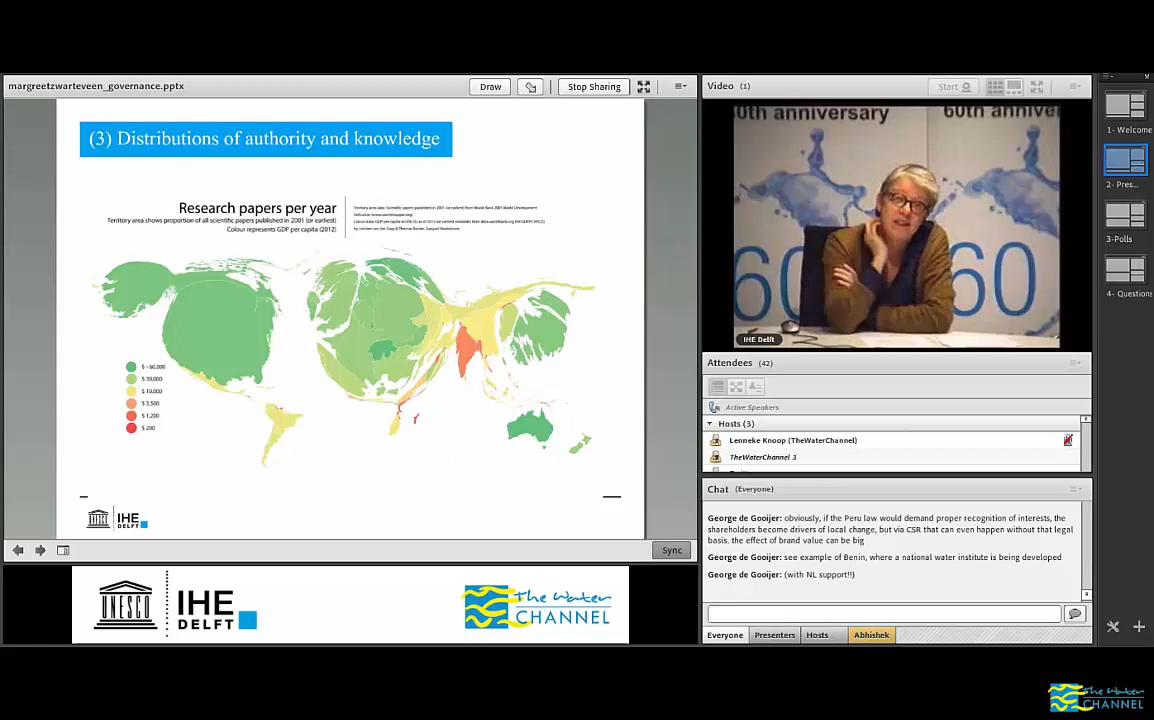 margreetzwarteveen_governance.pptx
Draw
Stop Sharing
(3) Distributions of authority and knowledge
Research papers per year
Territory area shows proportion of all scientific papers published in 2001 (or earliest)
Colour represents GDP per capita (2012)
$ ~60,000
$ 30,000
$ 10,000
$ 3,500
$ 1,200
$ 200
UNESCO
IHE
DELFT
Sync
UNESCO
IHE
DELFT
The Water
CHANNEL
Video (1)
Start
60th anniversary
60th anniver
60
60
IHE Delft
Attendees (42)
Active Speakers
Hosts (3)
Lenneke Knoop (TheWaterChannel)
TheWaterChannel 3
Chat (Everyone)
George de Gooijer: obviously, if the Peru law would demand proper recognition of interests, the
shareholders become drivers of local change, but via CSR that can even happen without that legal
basis. the effect of brand value can be big
George de Gooijer: see example of Benin, where a national water institute is being developed
George de Gooijer: (with NL support!!)
Everyone
Presenters
Hosts
Abhishek
1- Welcome
2- Pres...
3-Polls
4- Questions
The Water
CHANNEL